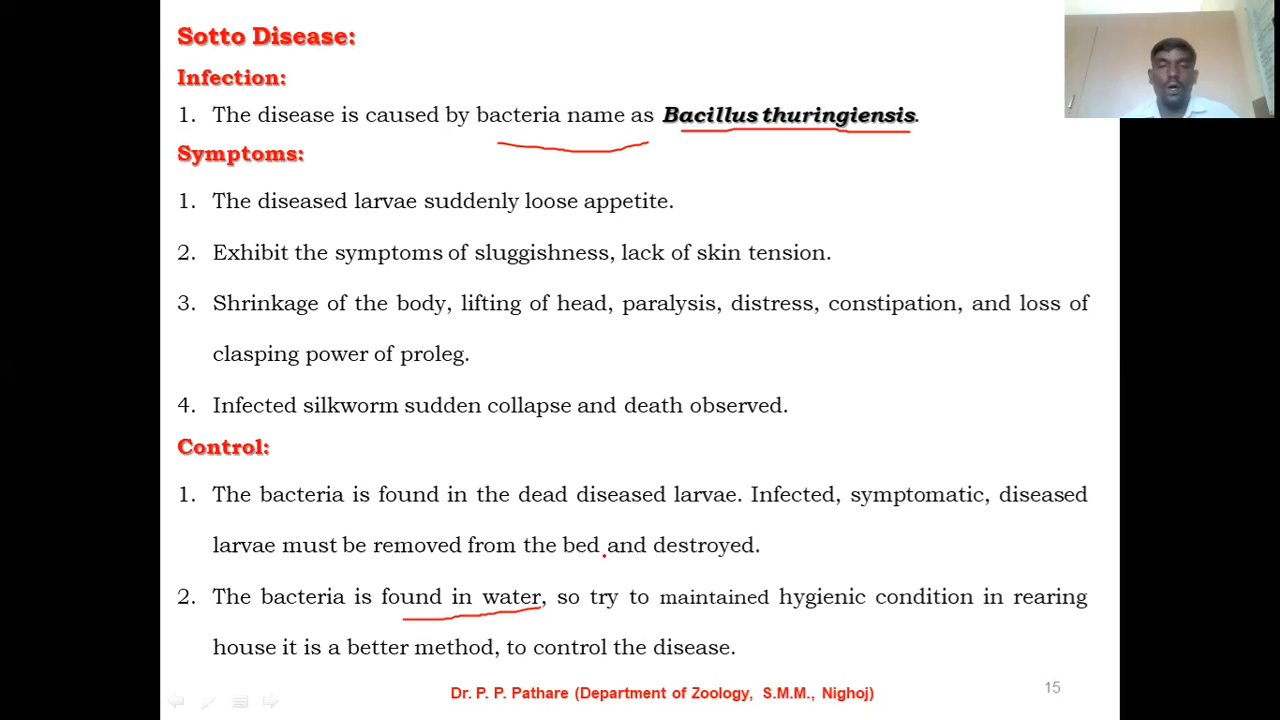 Sotto Disease:
Infection:
1. The disease is caused by bacteria name as Bacillus thuringiensis.
Symptoms:
1. The diseased larvae suddenly loose appetite.
2. Exhibit the symptoms of sluggishness, lack of skin tension.
3. Shrinkage of the body, lifting of head, paralysis, distress, constipation, and loss of
clasping power of proleg.
4. Infected silkworm sudden collapse and death observed.
Control:
1. The bacteria is found in the dead diseased larvae. Infected, symptomatic, diseased
larvae must be removed from the bed and destroyed.
2. The bacteria is found in water, so try to maintained hygienic condition in rearing
house it is a better method, to control the disease.
Dr. P. P. Pathare (Department of Zoology, S.M.M., Nighoj)
15